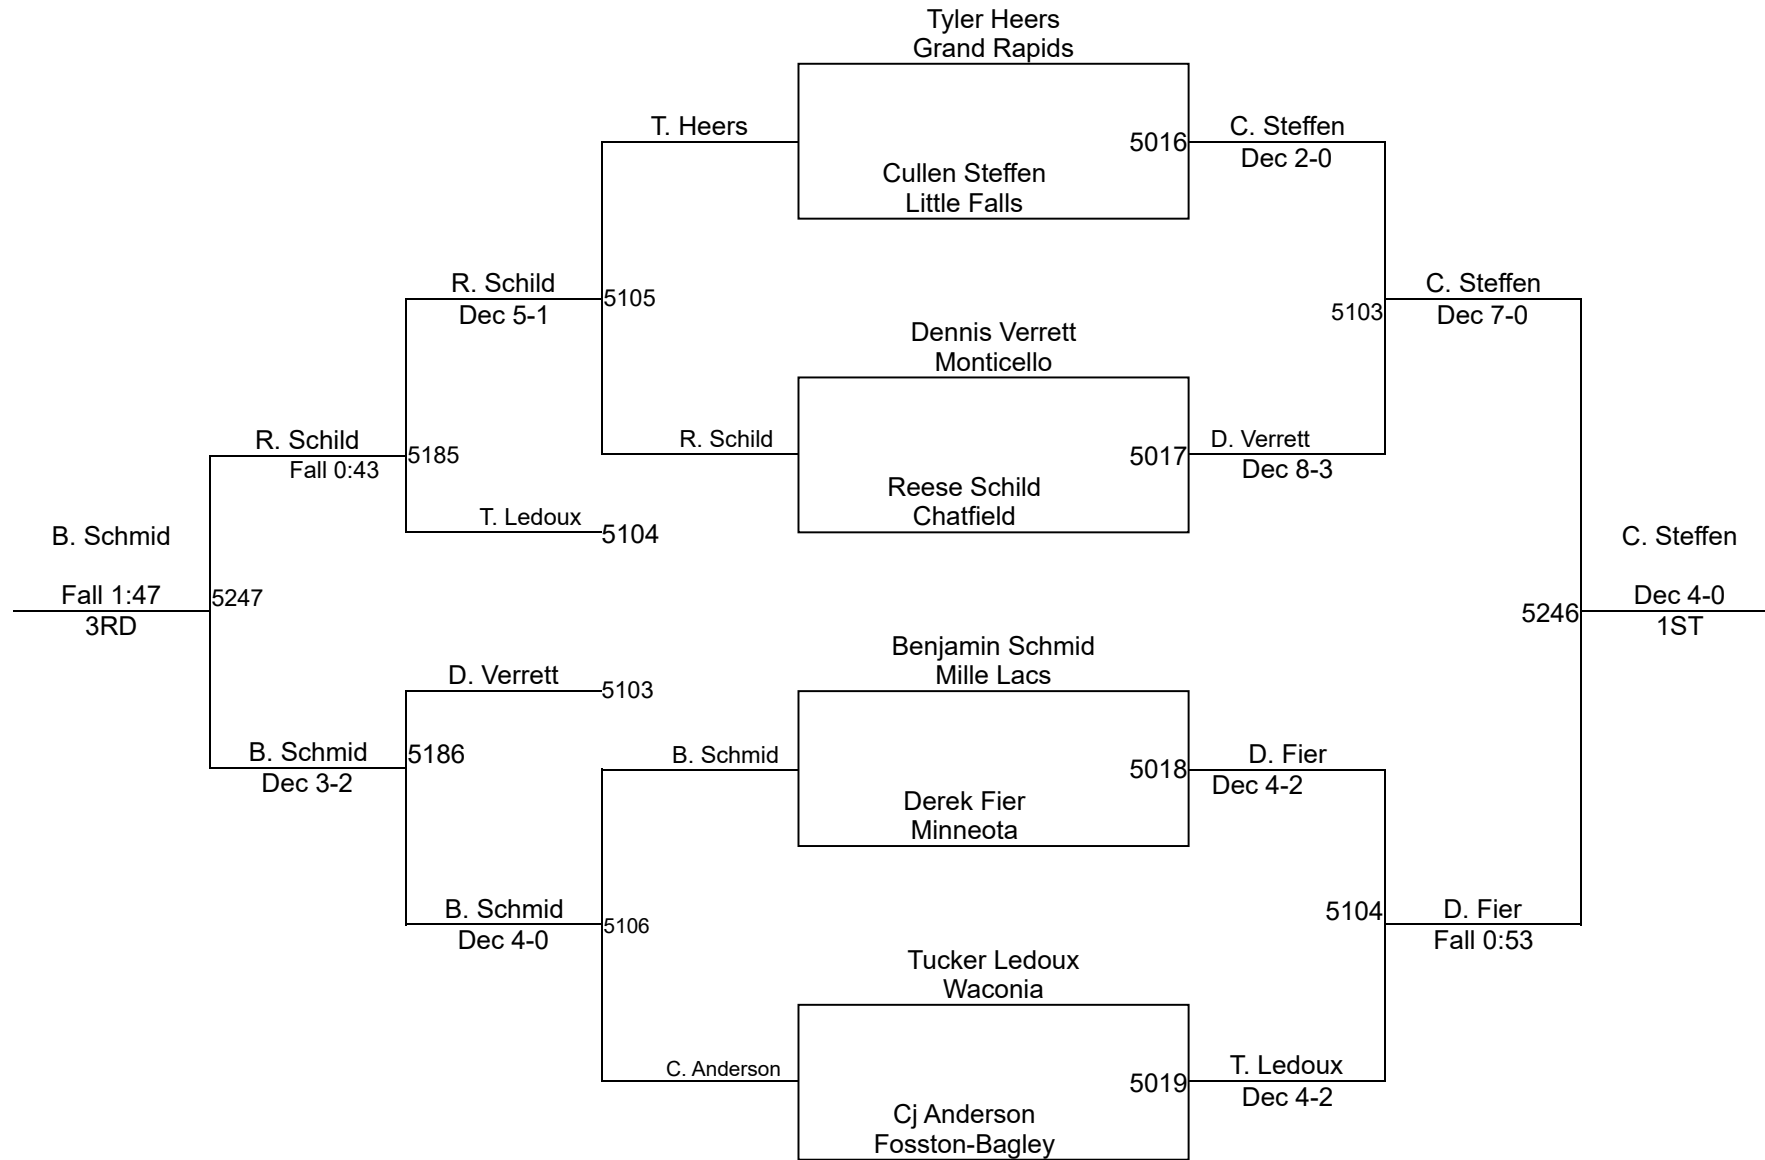 Tyler Heers
Grand Rapids
T. Heers
5016
C. Steffen
Dec 2-0
Cullen Steffen
Little Falls
R. Schild
Dec 5-1
5105
5103
C. Steffen
Dec 7-0
Dennis Verrett
Monticello
R. Schild
Fall 0:43
5185
R. Schild
5017
D. Verrett
Dec 8-3
Reese Schild
Chatfield
T. Ledoux
5104
B. Schmid
Fall 1:47
3RD
5247
C. Steffen
5246
Dec 4-0
1ST
Benjamin Schmid
Mille Lacs
D. Verrett
5103
B. Schmid
Dec 3-2
5186
B. Schmid
5018
D. Fier
Dec 4-2
Derek Fier
Minneota
B. Schmid
Dec 4-0
5106
5104
D. Fier
Fall 0:53
Tucker Ledoux
Waconia
C. Anderson
5019
T. Ledoux
Dec 4-2
Cj Anderson
Fosston-Bagley